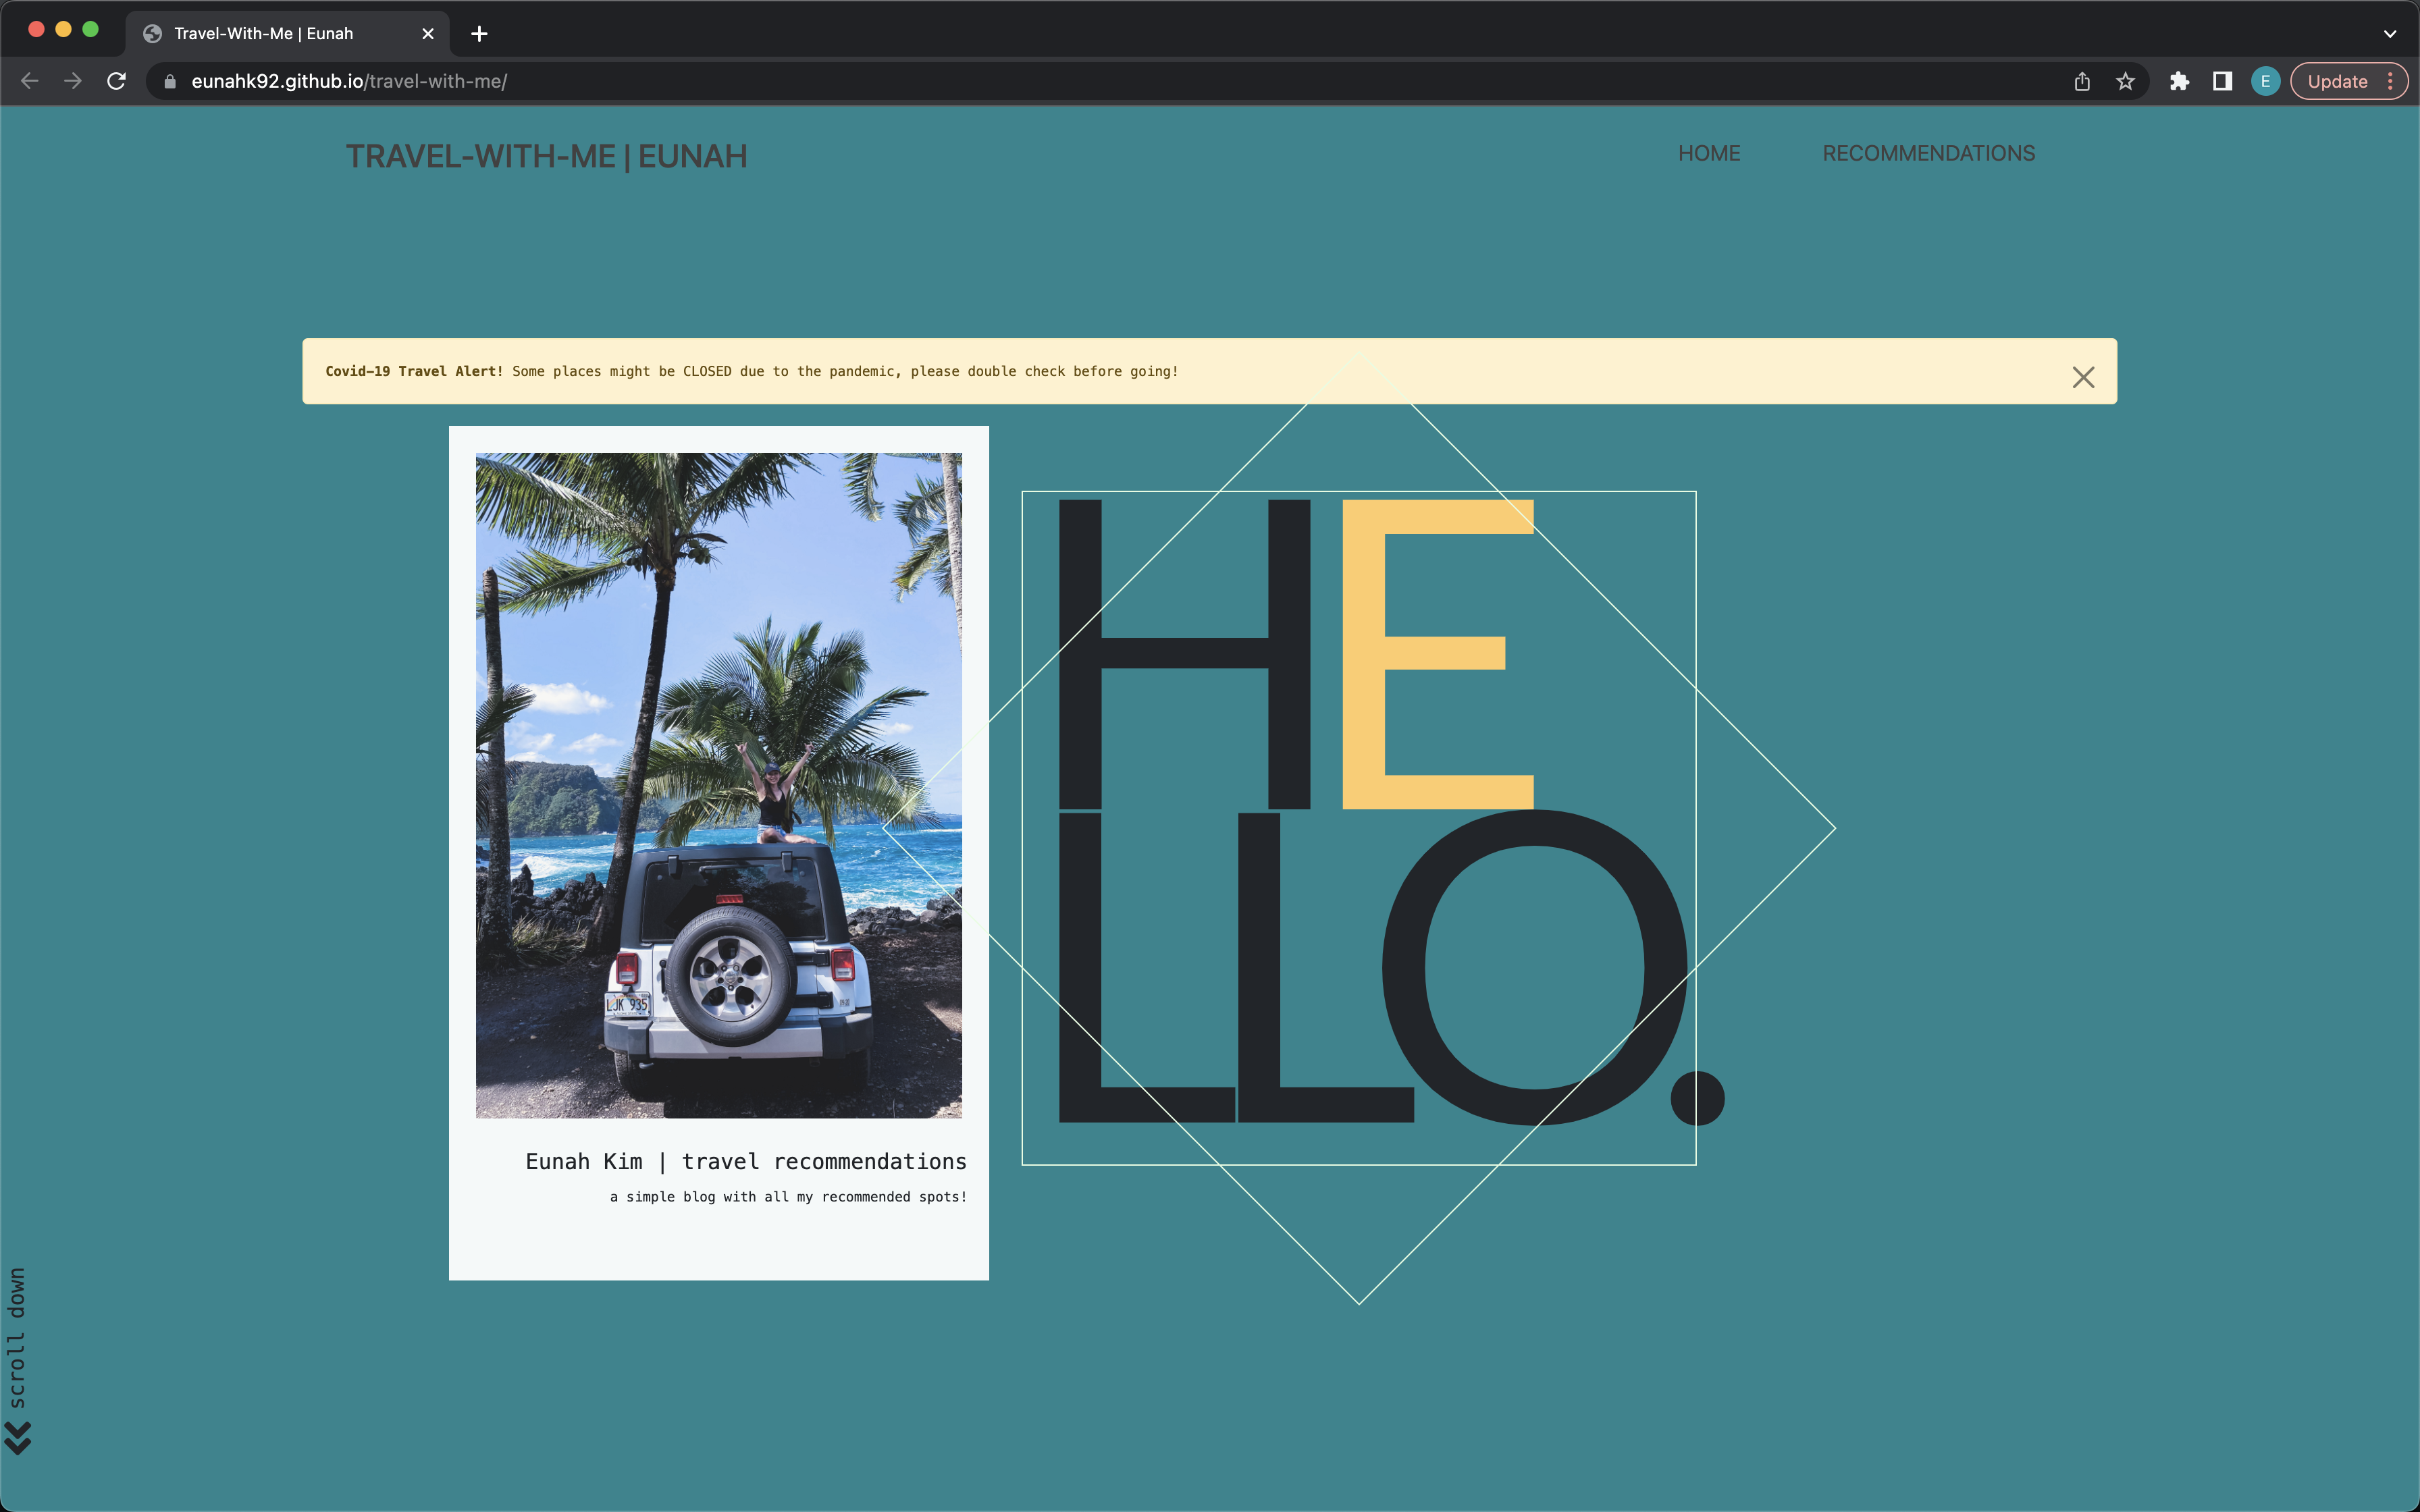 Travel-With-Me | Eunah
eunahk92.github.io/travel-with-me/
E
Update
TRAVEL-WITH-ME | EUNAH
HOME
RECOMMENDATIONS
Covid-19 Travel Alert! Some places might be CLOSED due to the pandemic, please double check before going!
HE
LLO.
LJK 935
Eunah Kim | travel recommendations
a simple blog with all my recommended spots!
scroll down